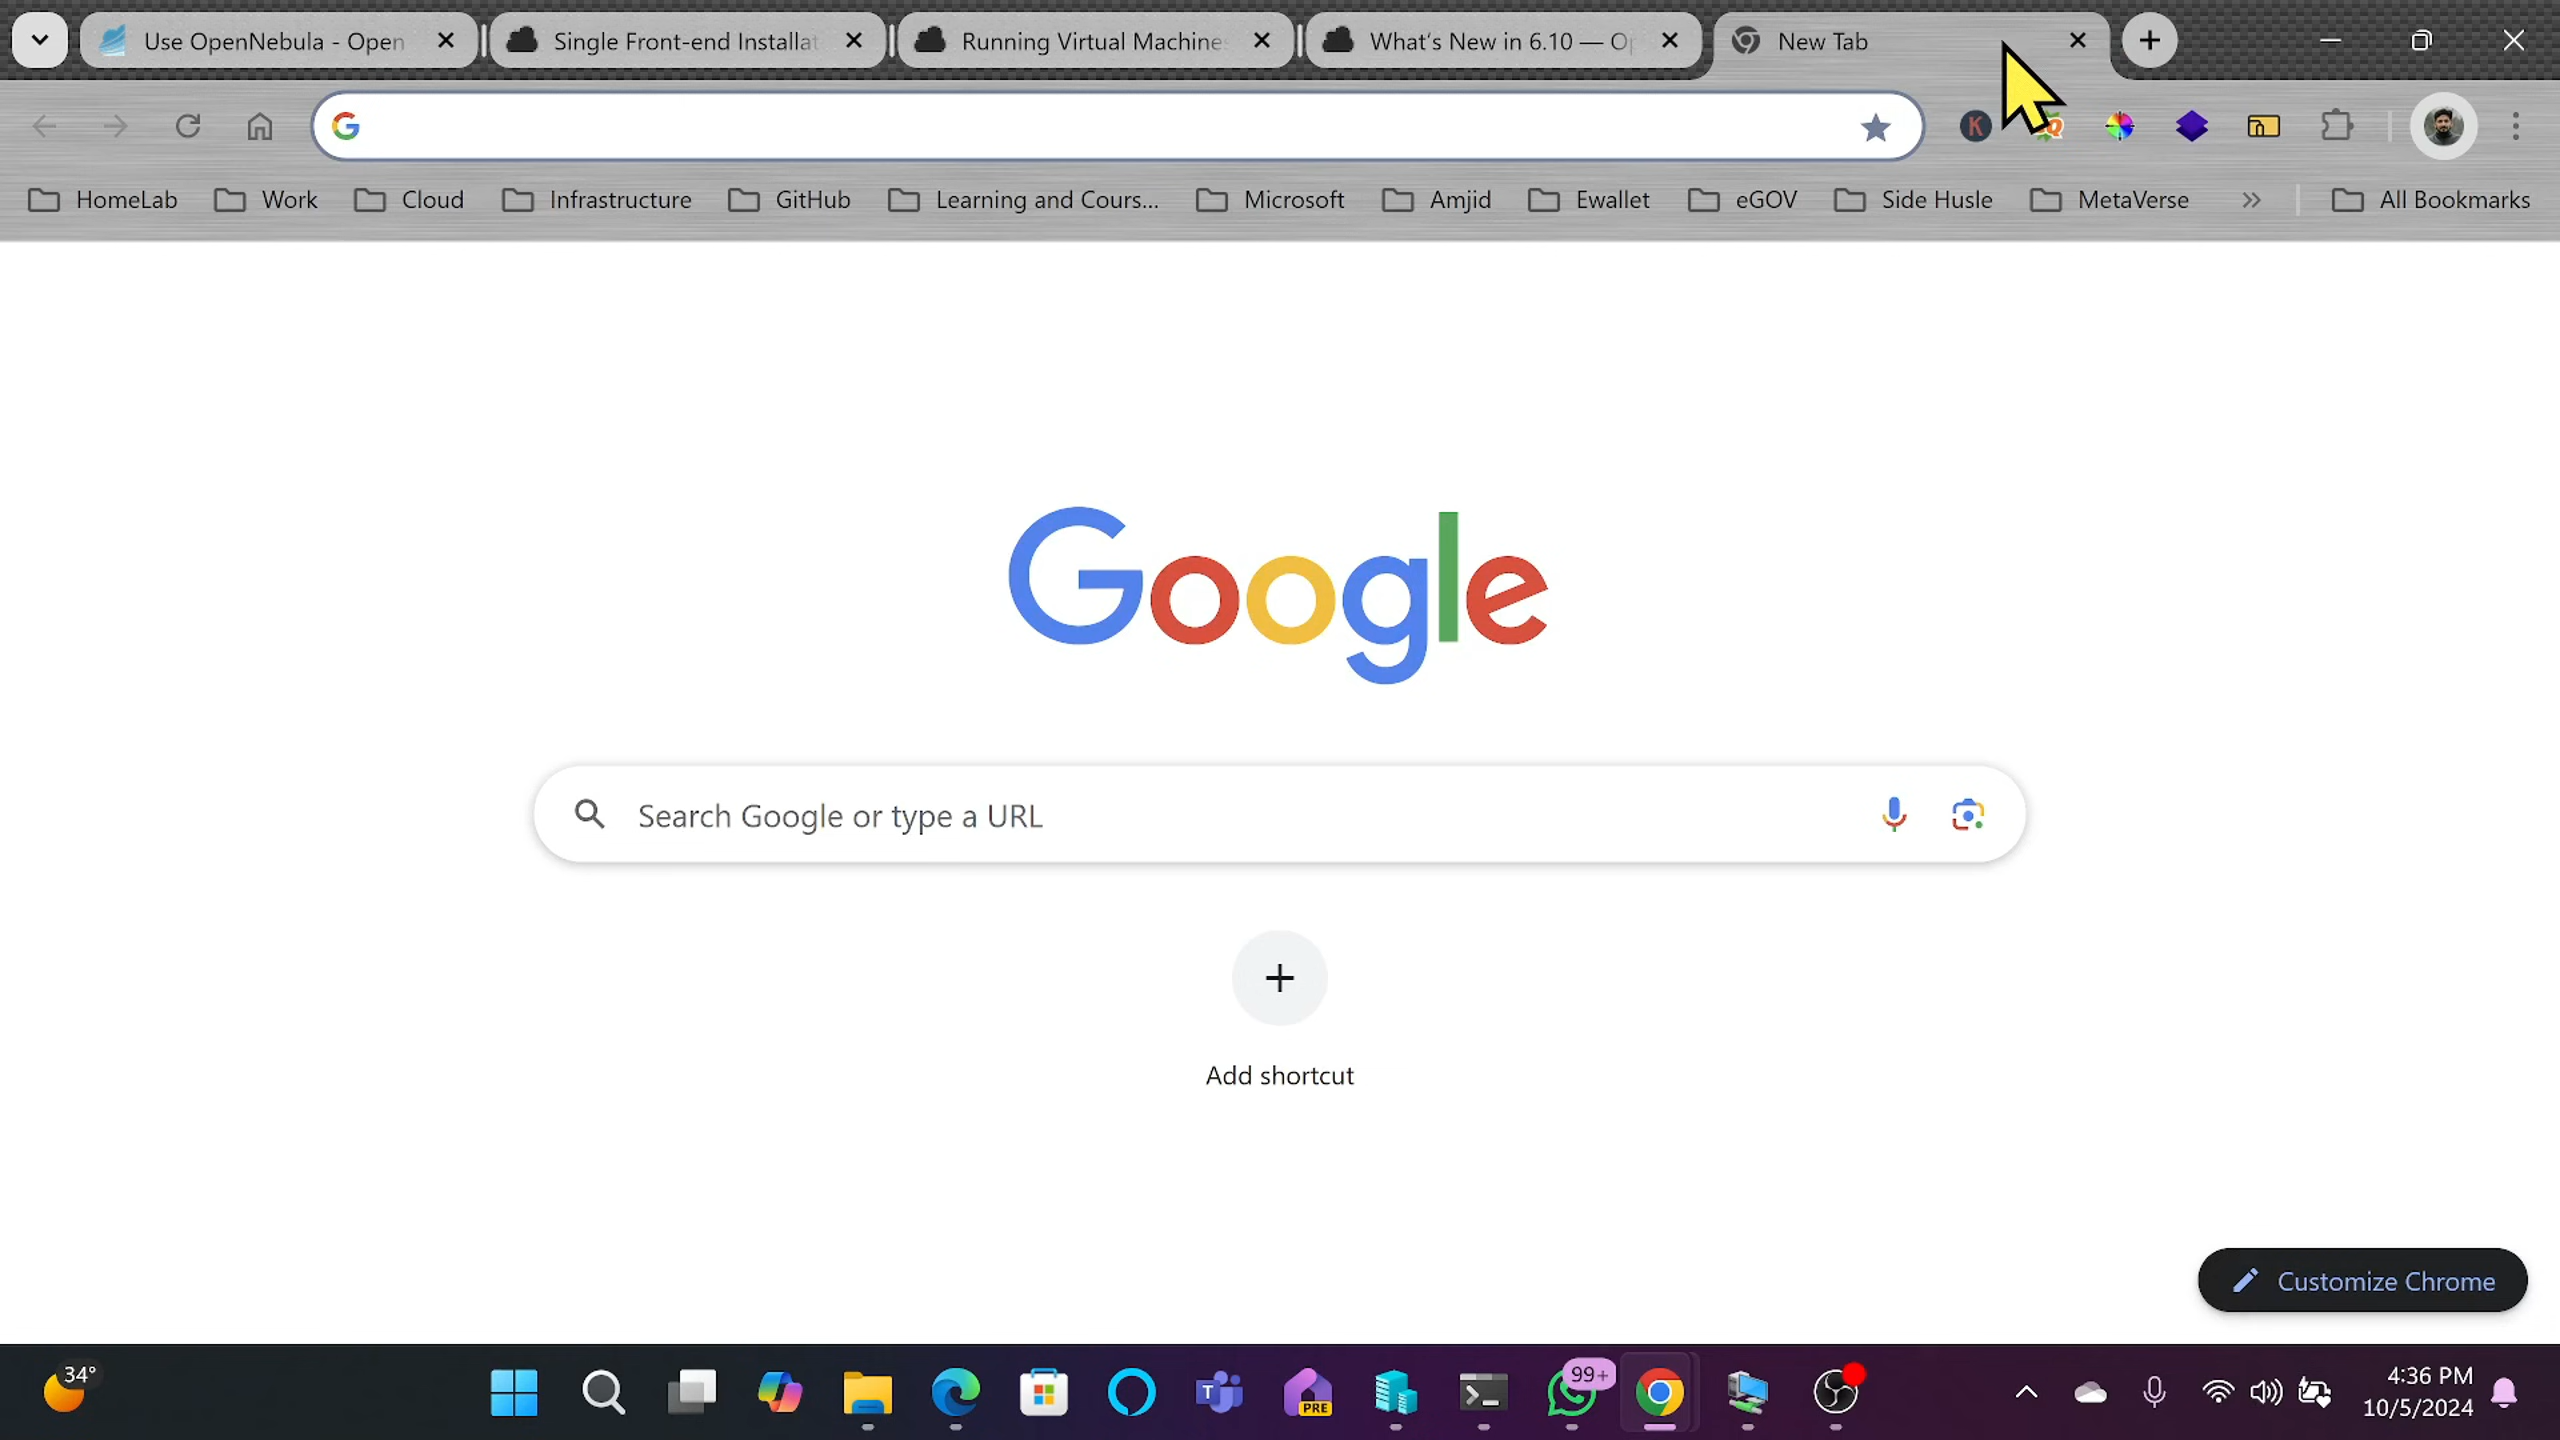 Use OpenNebula - Open
Single Front-end Installat
Running Virtual Machines
What's New in 6.10 — Op
New Tab
K
HomeLab
Work
Cloud
Infrastructure
GitHub
Learning and Cours...
Microsoft
Amjid
Ewallet
eGOV
Side Husle
MetaVerse
All Bookmarks
Google
Search Google or type a URL
Add shortcut
Customize Chrome
34°
PRE
99+
4:36 PM
10/5/2024